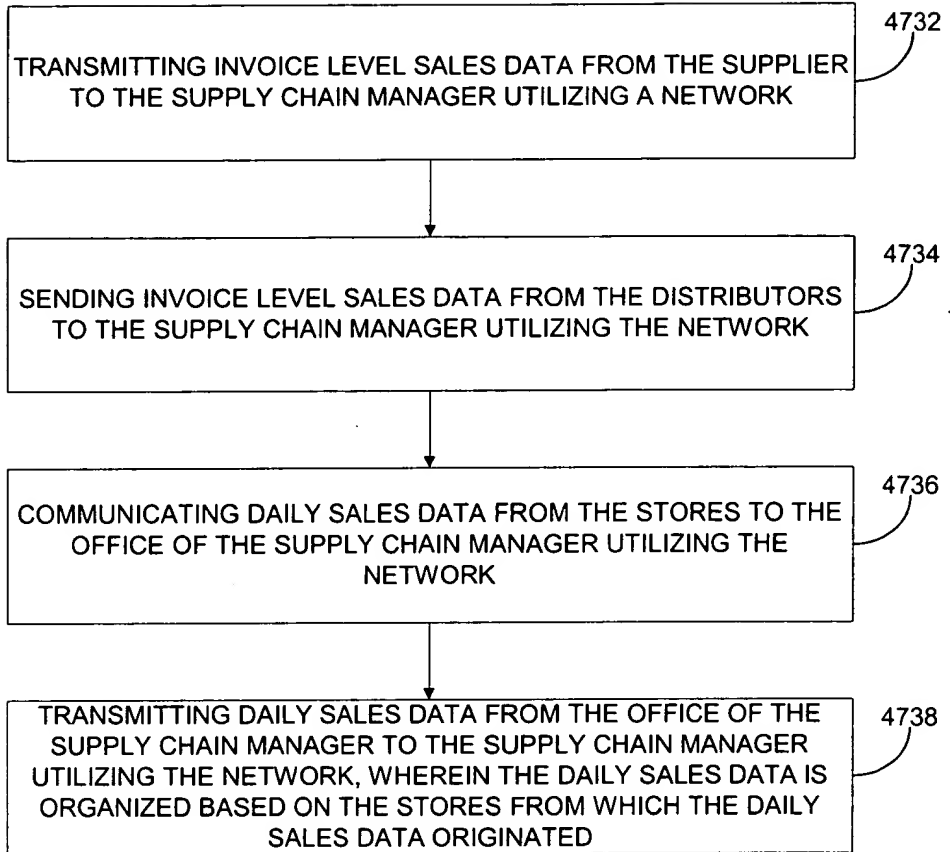 4732
TRANSMITTING INVOICE LEVEL SALES DATA FROM THE SUPPLIER
TO THE SUPPLY CHAIN MANAGER UTILIZING A NETWORK
4734
SENDING INVOICE LEVEL SALES DATA FROM THE DISTRIBUTORS
TO THE SUPPLY CHAIN MANAGER UTILIZING THE NETWORK
4736
COMMUNICATING DAILY SALES DATA FROM THE STORES TO THE
OFFICE OF THE SUPPLY CHAIN MANAGER UTILIZING THE
NETWORK
4738
TRANSMITTING DAILY SALES DATA FROM THE OFFICE OF THE
SUPPLY CHAIN MANAGER TO THE SUPPLY CHAIN MANAGER
UTILIZING THE NETWORK, WHEREIN THE DAILY SALES DATA IS
ORGANIZED BASED ON THE STORES FROM WHICH THE DAILY
SALES DATA ORIGINATED